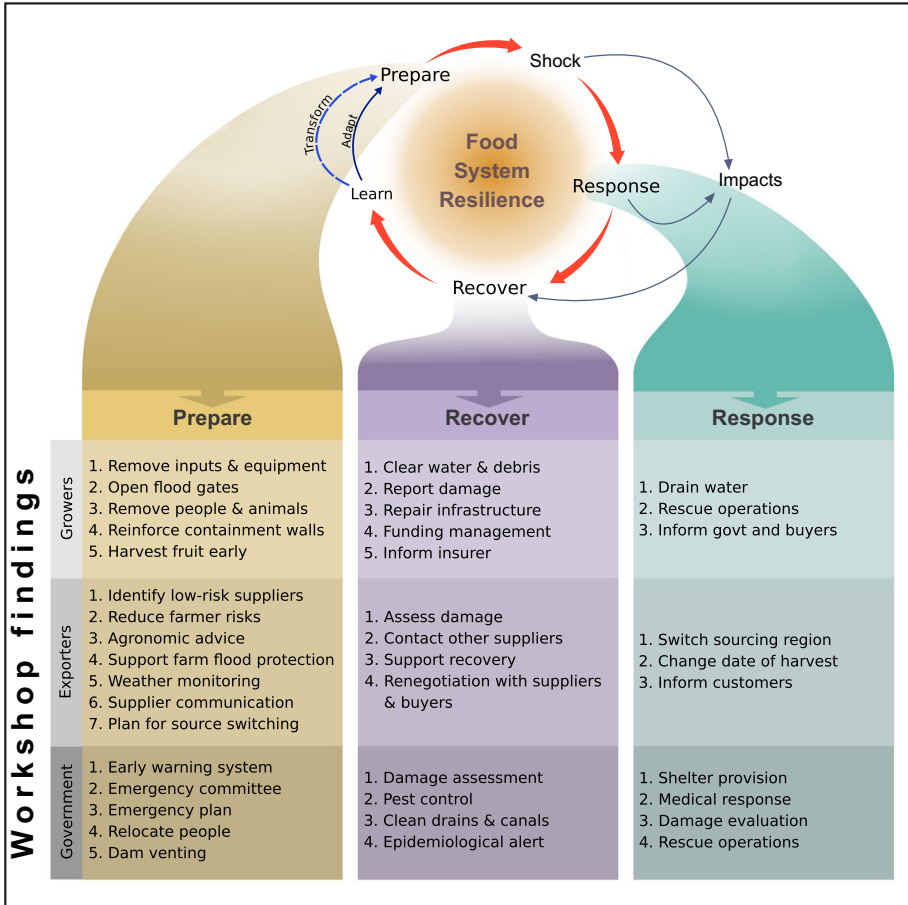 Prepare
Shock
Transform
Adapt
Food
System
Resilience
Learn
Response
Impacts
Recover
Prepare
Recover
Response
Workshop findings
Growers
1. Remove inputs & equipment
2. Open flood gates
3. Remove people & animals
4. Reinforce containment walls
5. Harvest fruit early
1. Clear water & debris
2. Report damage
3. Repair infrastructure
4. Funding management
5. Inform insurer
1. Drain water
2. Rescue operations
3. Inform govt and buyers
Exporters
1. Identify low-risk suppliers
2. Reduce farmer risks
3. Agronomic advice
4. Support farm flood protection
5. Weather monitoring
6. Supplier communication
7. Plan for source switching
1. Assess damage
2. Contact other suppliers
3. Support recovery
4. Renegotiation with suppliers
& buyers
1. Switch sourcing region
2. Change date of harvest
3. Inform customers
Government
1. Early warning system
2. Emergency committee
3. Emergency plan
4. Relocate people
5. Dam venting
1. Damage assessment
2. Pest control
3. Clean drains & canals
4. Epidemiological alert
1. Shelter provision
2. Medical response
3. Damage evaluation
4. Rescue operations